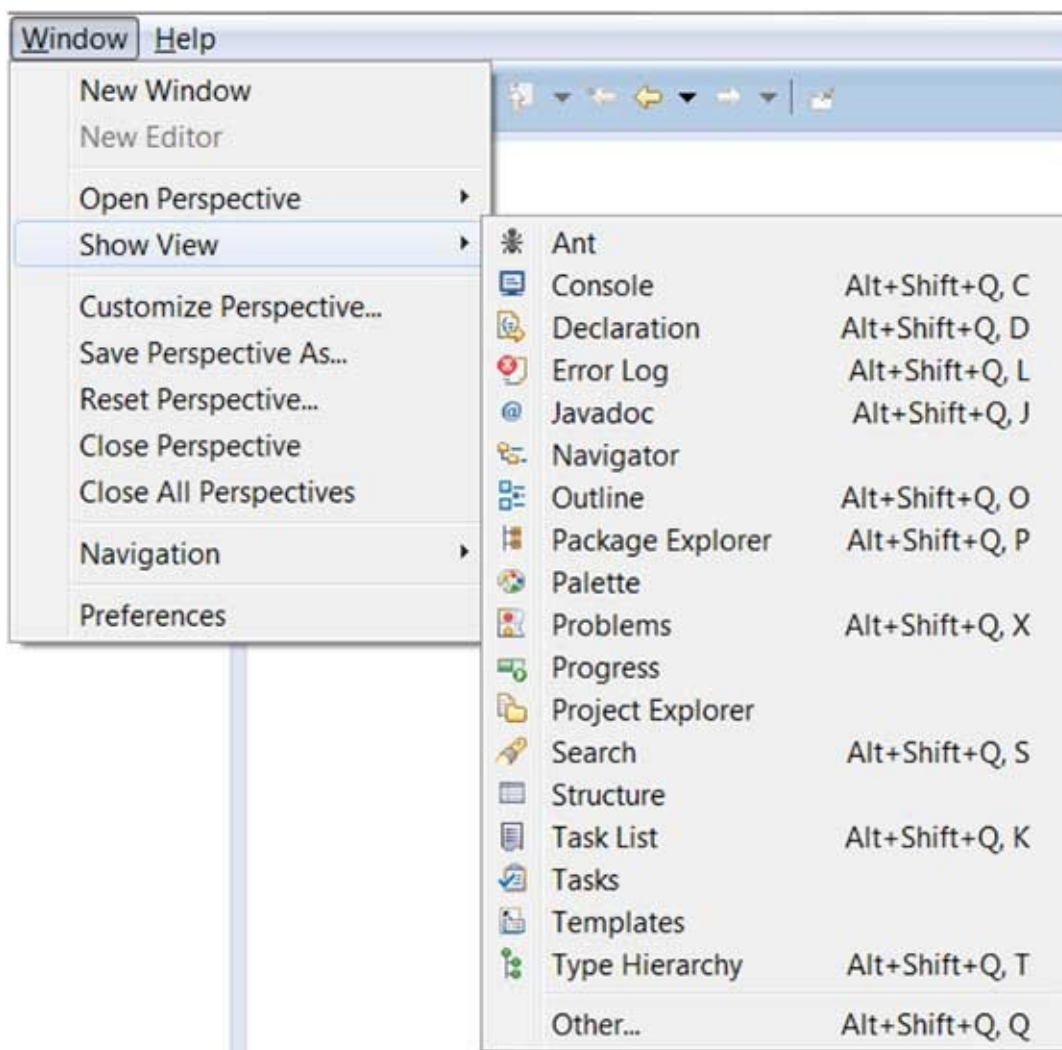 Window Help
New Window
New Editor
Open Perspective
Show View
Customize Perspective...
Save Perspective As...
Reset Perspective...
Close Perspective
Close All Perspectives
Navigation
Preferences
Ant
Console Alt+Shift+Q, C
Declaration Alt+Shift+Q, D
Error Log Alt+Shift+Q, L
Javadoc Alt+Shift+Q, J
Navigator
Outline Alt+Shift+Q, O
Package Explorer Alt+Shift+Q, P
Palette
Problems Alt+Shift+Q, X
Progress
Project Explorer
Search Alt+Shift+Q, S
Structure
Task List Alt+Shift+Q, K
Tasks
Templates
Type Hierarchy Alt+Shift+Q, T
Other... Alt+Shift+Q, Q